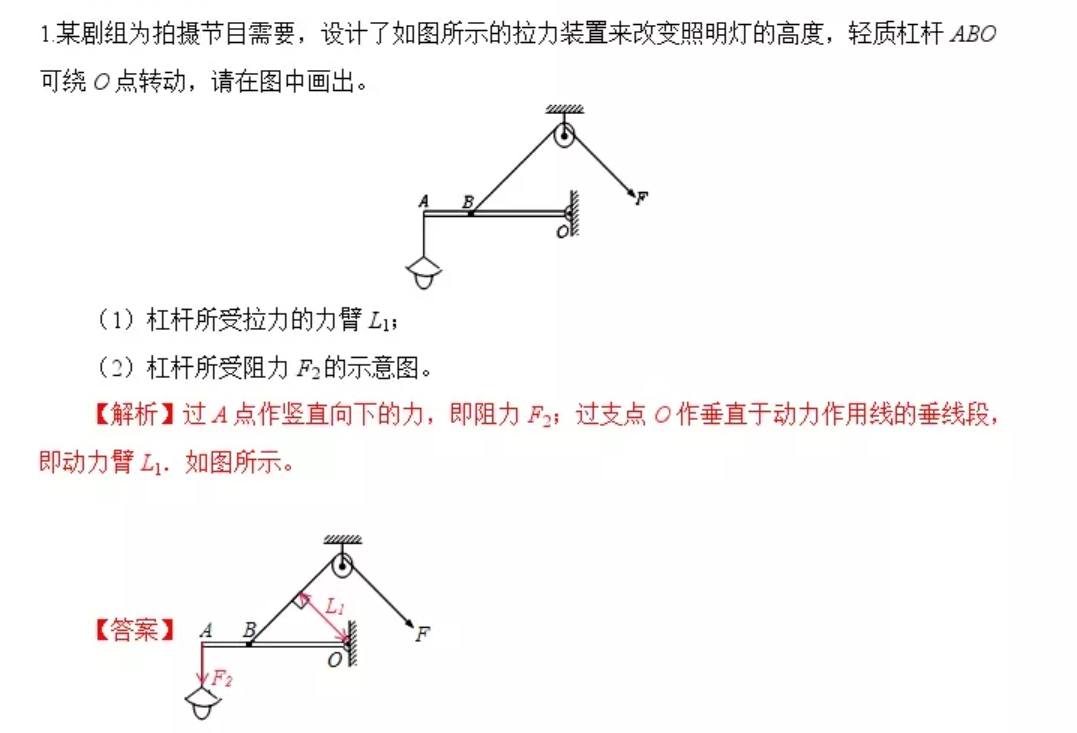 1.某剧组为拍摄节目需要，设计了如图所示的拉力装置来改变照明灯的高度，轻质杠杆 ABO
可绕 O 点转动，请在图中画出。
A
B
F
O
（1）杠杆所受拉力的力臂 L₁；
（2）杠杆所受阻力 F₂的示意图。
【解析】过 A 点作竖直向下的力，即阻力 F₂；过支点 O 作垂直于动力作用线的垂线段，
即动力臂 L₁．如图所示。
【答案】
A
B
L₁
F
O
F₂